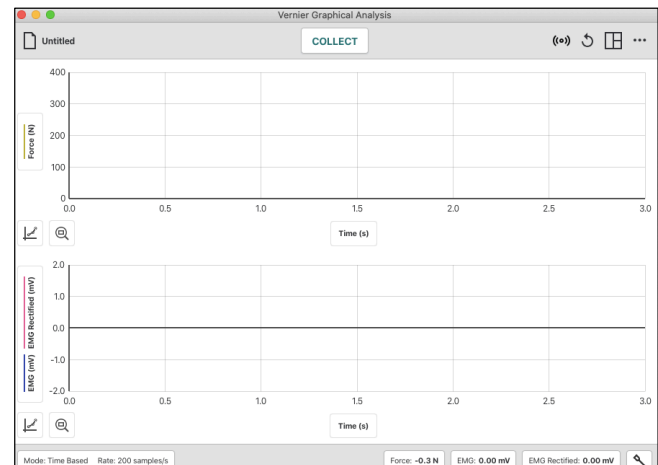 Vernier Graphical Analysis
Untitled
COLLECT
Force (N)
400
300
200
100
0
0.0 0.5 1.0 1.5 2.0 2.5 3.0
Time (s)
EMG (mV) EMG Rectified (mV)
2.0
1.0
0.0
-1.0
-2.0
0.0 0.5 1.0 1.5 2.0 2.5 3.0
Time (s)
Mode: Time Based Rate: 200 samples/s Force: -0.3 N EMG: 0.00 mV EMG Rectified: 0.00 mV